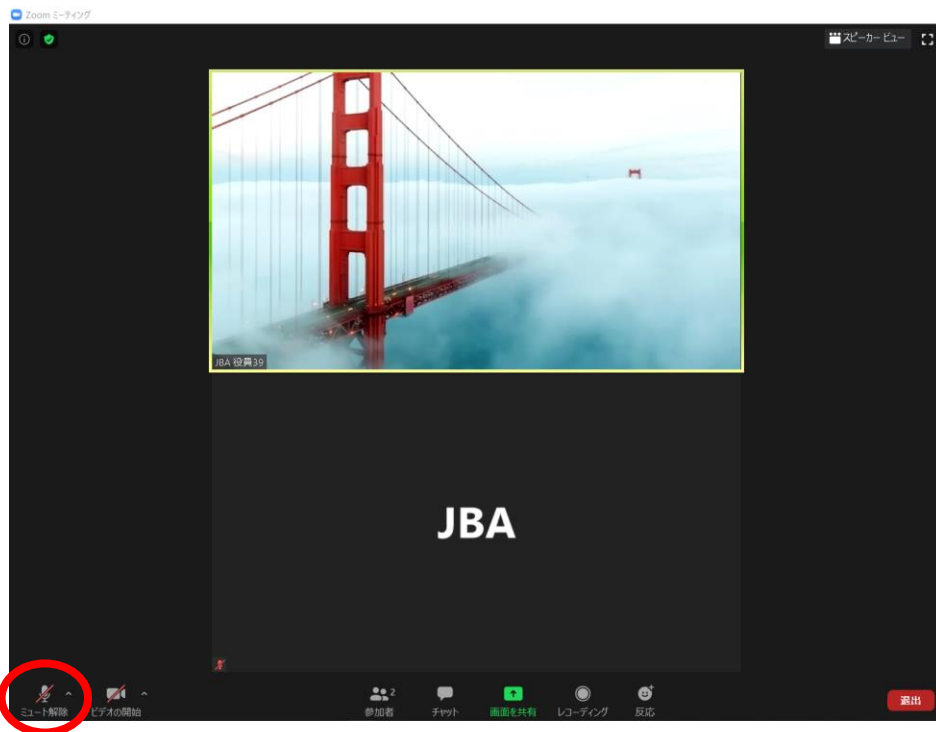 Zoom ミーティング
スピーカー ビュー
JBA 役員39
JBA
ミュート解除
ビデオの開始
2
参加者
チャット
画面を共有
レコーディング
反応
退出